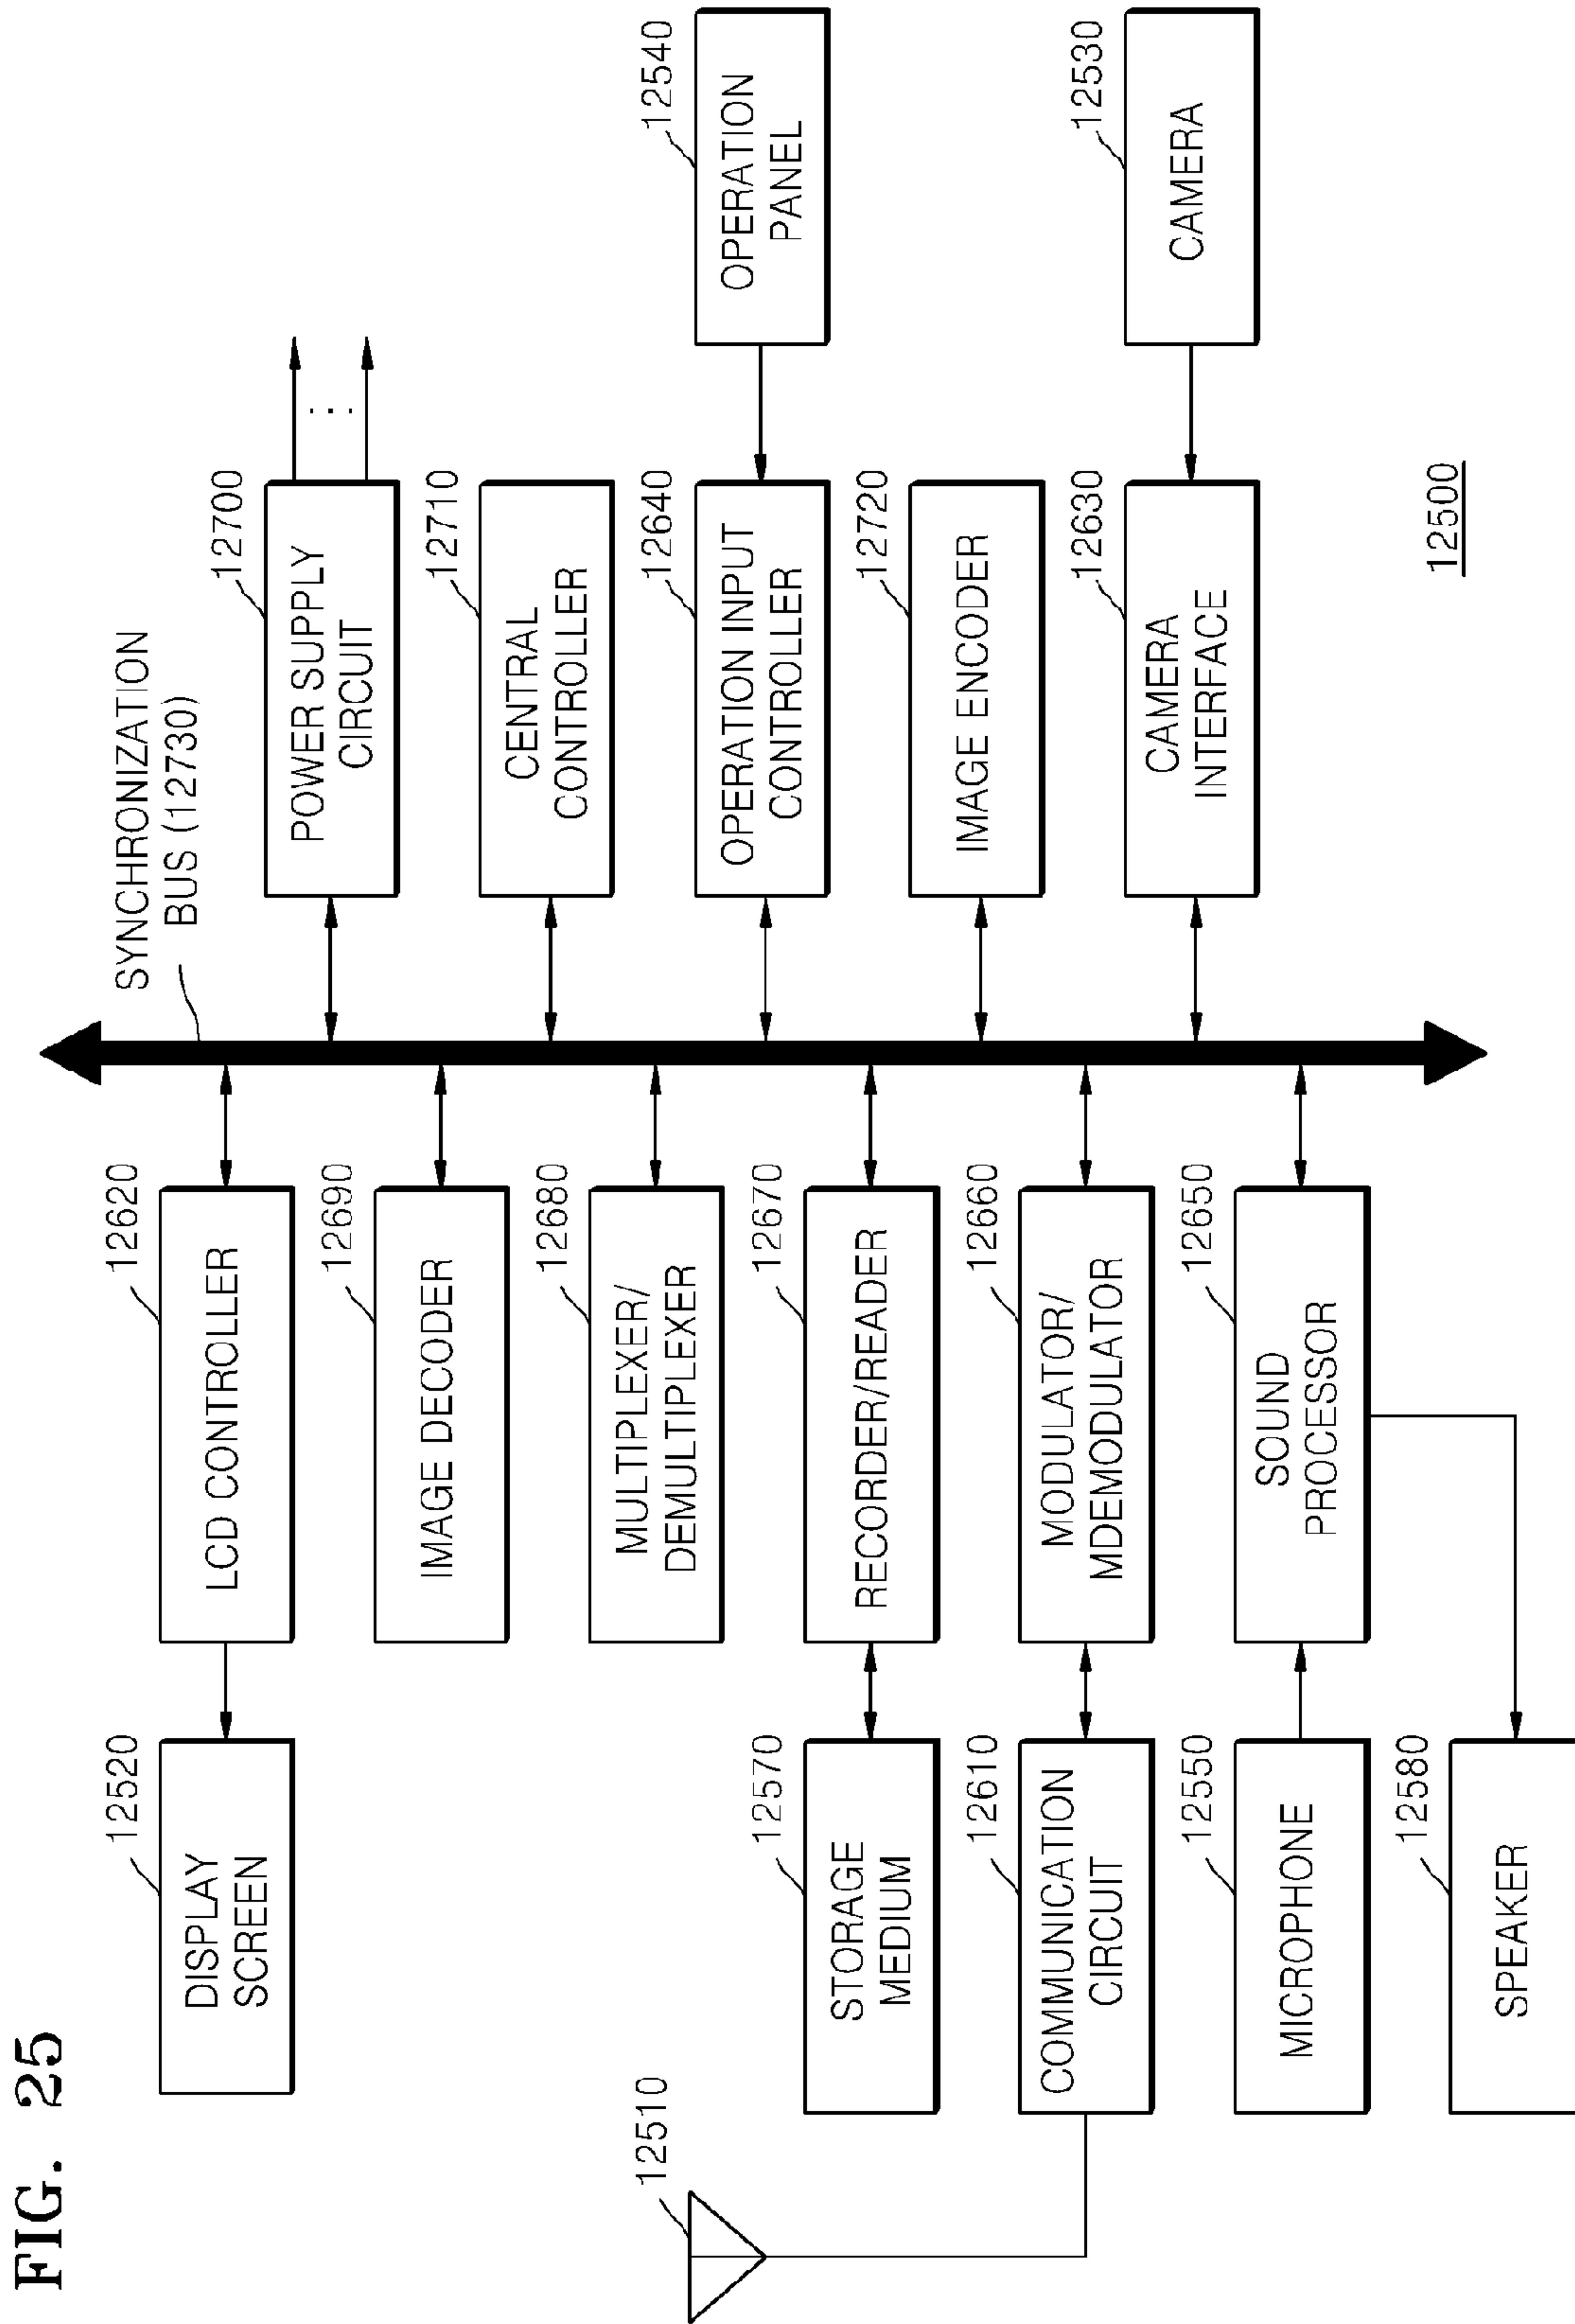 FIG. 25
12510
12520
DISPLAY
SCREEN
12570
STORAGE
MEDIUM
12610
COMMUNICATION
CIRCUIT
12550
MICROPHONE
12580
SPEAKER
12620
LCD CONTROLLER
12690
IMAGE DECODER
12680
MULTIPLEXER/
DEMULTIPLEXER
12670
RECORDER/READER
12660
MODULATOR/
MDEMODULATOR
12650
SOUND
PROCESSOR
SYNCHRONIZATION
BUS (12730)
12700
POWER SUPPLY
CIRCUIT
12710
CENTRAL
CONTROLLER
12640
OPERATION INPUT
CONTROLLER
12720
IMAGE ENCODER
12630
CAMERA
INTERFACE
12540
OPERATION
PANEL
12530
CAMERA
12500